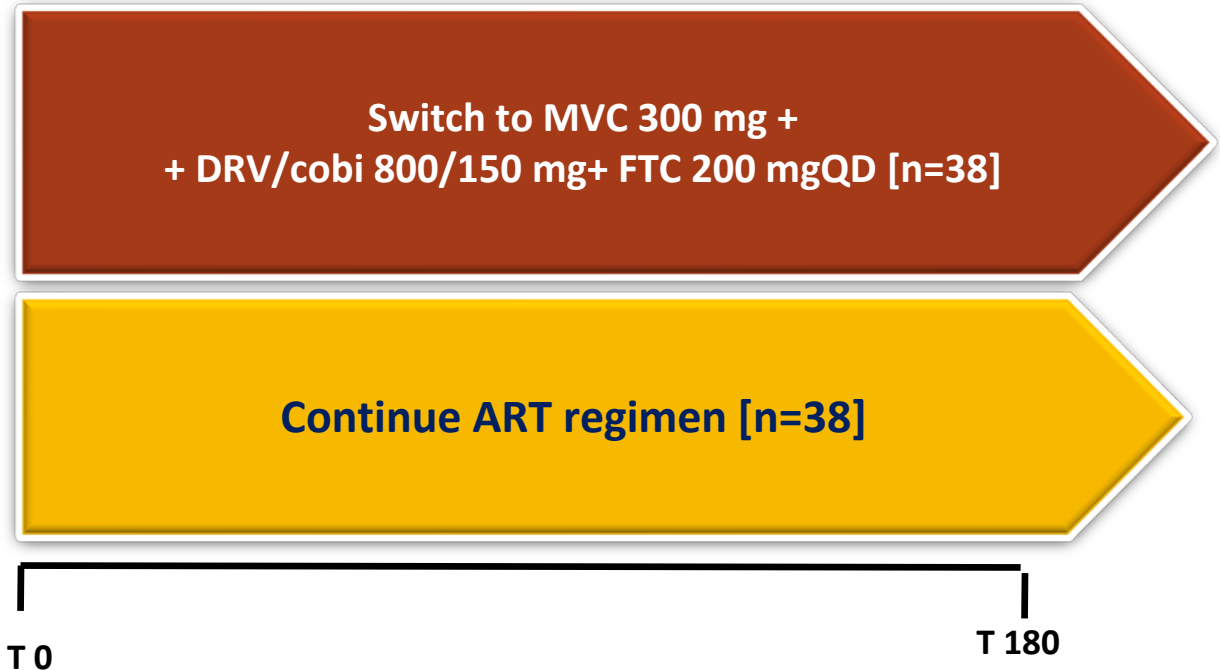 Switch to MVC 300 mg +
+ DRV/cobi 800/150 mg+ FTC 200 mgQD [n=38]
Continue ART regimen [n=38]
T 0
T 180